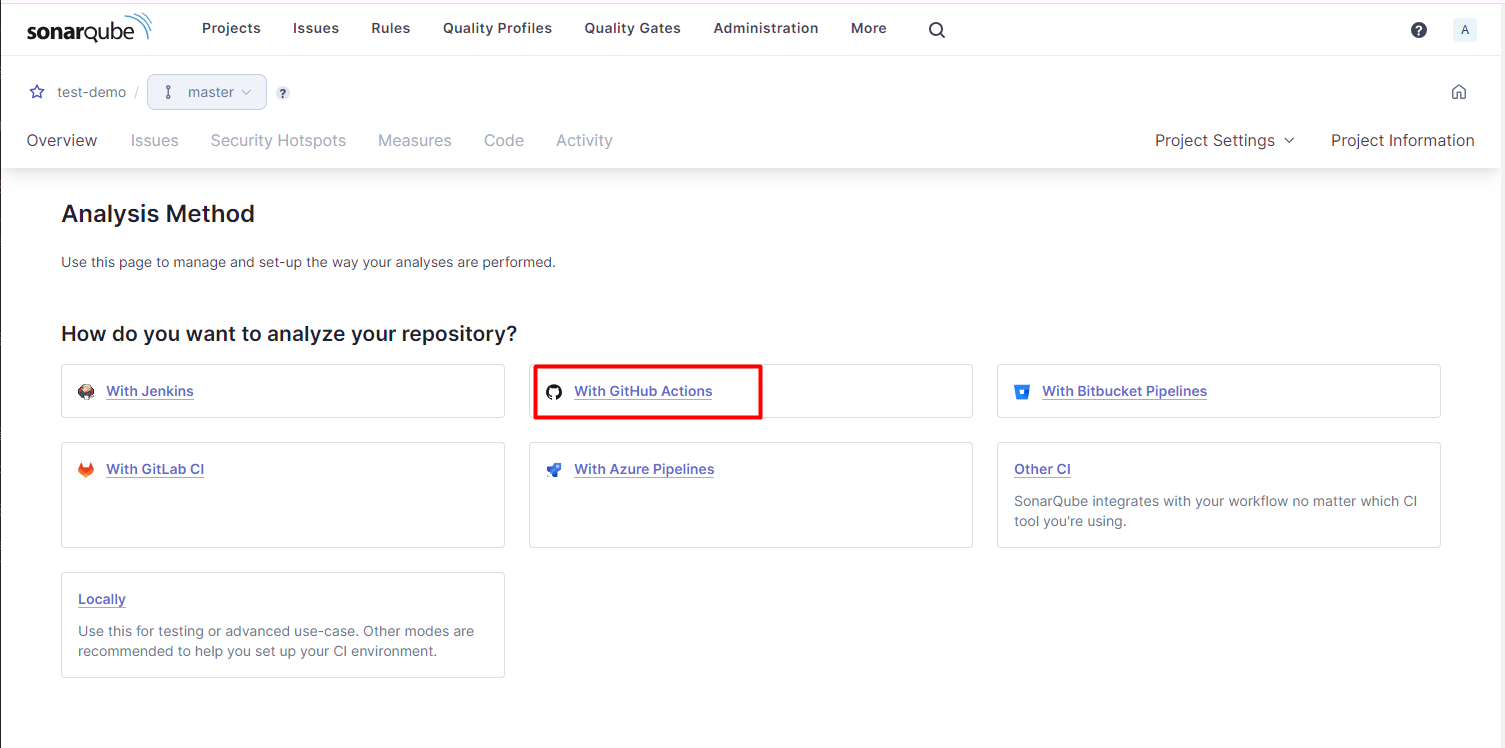 sonarqube Projects Issues Rules Quality Profiles Quality Gates Administration More ? A
test-demo / master ?
Overview Issues Security Hotspots Measures Code Activity Project Settings Project Information
Analysis Method
Use this page to manage and set-up the way your analyses are performed.
How do you want to analyze your repository?
With Jenkins
With GitHub Actions
With Bitbucket Pipelines
With GitLab CI
With Azure Pipelines
Other CI
SonarQube integrates with your workflow no matter which CI
tool you're using.
Locally
Use this for testing or advanced use-case. Other modes are
recommended to help you set up your CI environment.